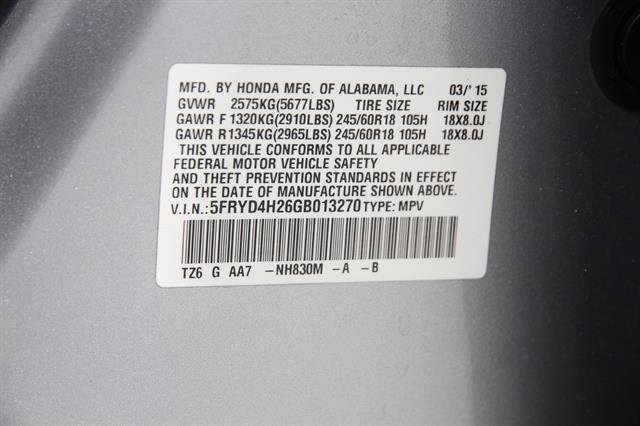 MFD. BY HONDA MFG. OF ALABAMA, LLC 03/'15
GVWR 2575KG(5677LBS) TIRE SIZE RIM SIZE
GAWR F 1320KG(2910LBS) 245/60R18 105H 18X8.0J
GAWR R1345KG(2965LBS) 245/60R18 105H 18X8.0J
THIS VEHICLE CONFORMS TO ALL APPLICABLE
FEDERAL MOTOR VEHICLE SAFETY
AND THEFT PREVENTION STANDARDS IN EFFECT
ON THE DATE OF MANUFACTURE SHOWN ABOVE.
V.I.N.:5FRYD4H26GB013270 TYPE: MPV
TZ6 G AA7 -NH830M -A -B